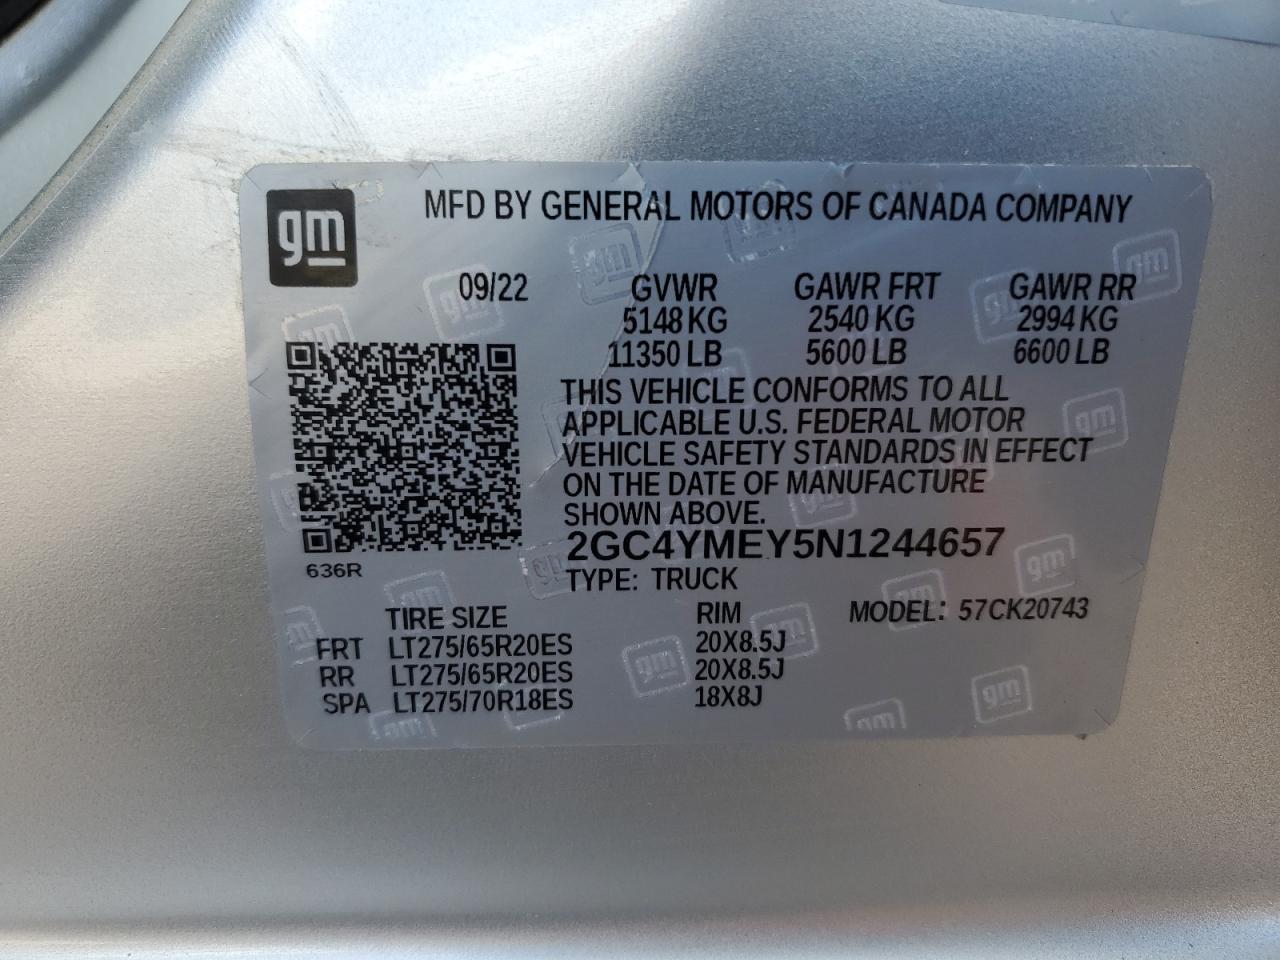 gm
MFD BY GENERAL MOTORS OF CANADA COMPANY
09/22 GVWR GAWR FRT GAWR RR
5148 KG 2540 KG 2994 KG
11350 LB 5600 LB 6600 LB
THIS VEHICLE CONFORMS TO ALL
APPLICABLE U.S. FEDERAL MOTOR
VEHICLE SAFETY STANDARDS IN EFFECT
ON THE DATE OF MANUFACTURE
SHOWN ABOVE.
2GC4YMEY5N1244657
636R
TYPE: TRUCK
TIRE SIZE RIM MODEL: 57CK20743
FRT LT275/65R20ES 20X8.5J
RR LT275/65R20ES 20X8.5J
SPA LT275/70R18ES 18X8J